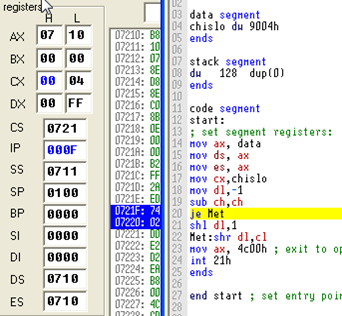 registers
H L
AX 07 10
BX 00 00
CX 00 04
DX 00 FF
CS 0721
IP 000F
SS 0711
SP 0100
BP 0000
SI 0000
DI 0000
DS 0710
ES 0710
07210: B8
07211: 10
07212: 07
07213: 8E
07214: D8
07215: 8E
07216: C0
07217: 8B
07218: 0E
07219: 00
0721A: 00
0721B: B2
0721C: FF
0721D: 2A
0721E: ED
0721F: 74
07220: 02
07221: D0
07222: E2
07223: D2
07224: EA
07225: B8
07226: 00
07227: 4C
02
03 data segment
04 chislo dw 9004h
05 ends
06
07 stack segment
08 dw 128 dup(0)
09 ends
10
11 code segment
12 start:
13 ; set segment registers:
14 mov ax, data
15 mov ds, ax
16 mov es, ax
17 mov cx,chislo
18 mov dl,-1
19 sub ch,ch
20 je Met
21 shl dl,1
22 Met:shr dl,cl
23 mov ax, 4c00h ; exit to op
24 int 21h
25 ends
26
27 end start ; set entry poin